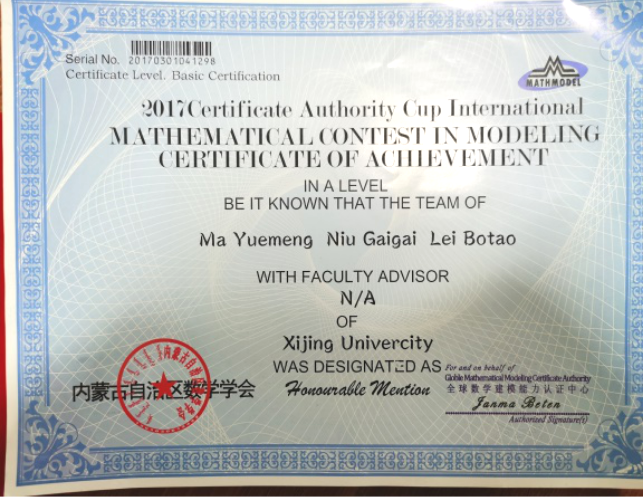 Serial No. 20170301041298
Certificate Level. Basic Certification
MATHMODEL
2017Certificate Authority Cup International
MATHEMATICAL CONTEST IN MODELING
CERTIFICATE OF ACHIEVEMENT
IN A LEVEL
BE IT KNOWN THAT THE TEAM OF
Ma Yuemeng Niu Gaigai Lei Botao
WITH FACULTY ADVISOR
N/A
OF
Xijing Univercity
WAS DESIGNATED AS
Honourable Mention
内蒙古自治区数学学会
For and on behalf of
Globle Mathematical Modeling Certificate Authority
全球数学建模能力认证中心
Janma Beten
Authorized Signature(s)